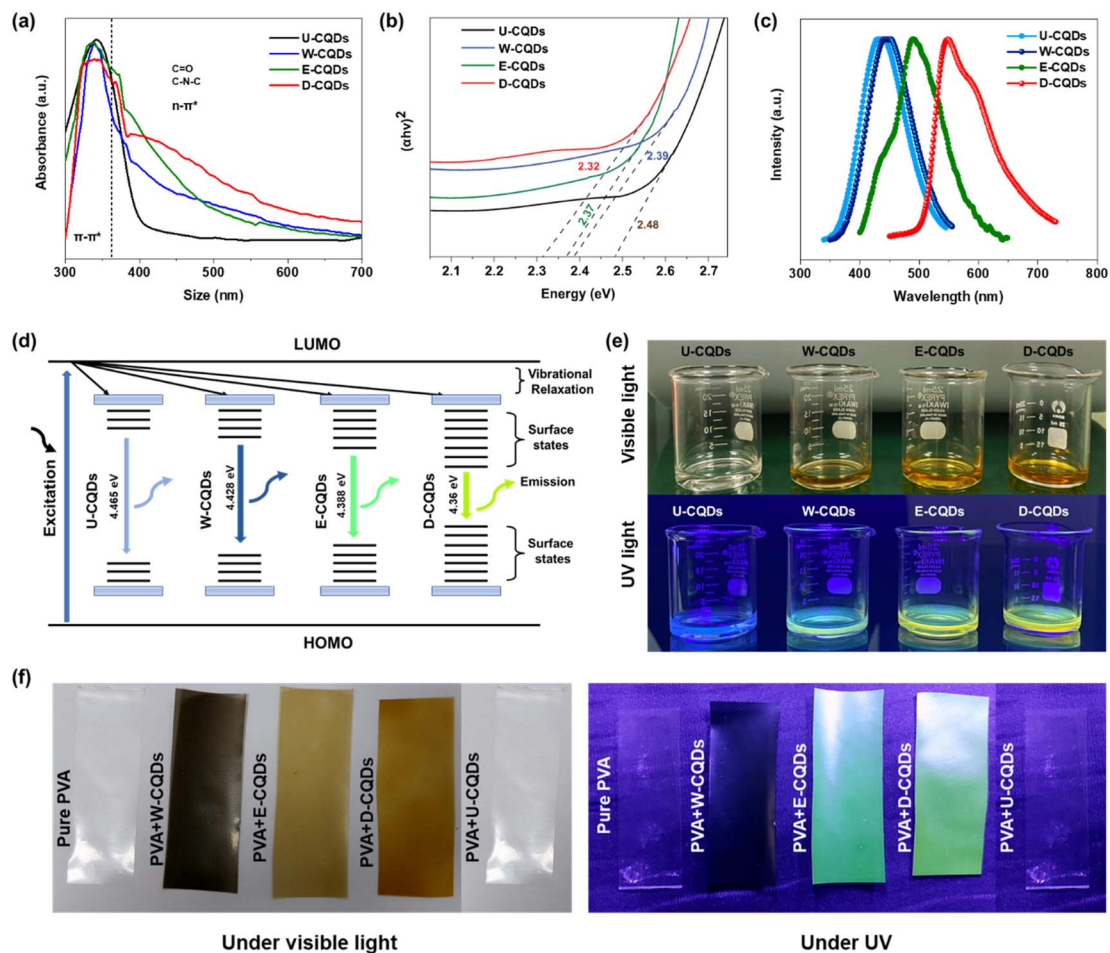 (a)
U-CQDs
W-CQDs
E-CQDs
D-CQDs
C=O
C-N-C
n-π*
π-π*
Absorbance (a.u.)
300 400 500 600 700
Size (nm)
(b)
U-CQDs
W-CQDs
E-CQDs
D-CQDs
(αhν)²
2.32
2.37
2.39
2.48
2.1 2.2 2.3 2.4 2.5 2.6 2.7
Energy (eV)
(c)
U-CQDs
W-CQDs
E-CQDs
D-CQDs
Intensity (a.u.)
300 400 500 600 700 800
Wavelength (nm)
(d)
LUMO
Vibrational
Relaxation
Surface
states
Excitation
U-CQDs
4.465 eV
W-CQDs
4.428 eV
E-CQDs
4.388 eV
D-CQDs
4.36 eV
Emission
Surface
states
HOMO
(e)
U-CQDs W-CQDs E-CQDs D-CQDs
Visible light
U-CQDs W-CQDs E-CQDs D-CQDs
UV light
(f)
Pure PVA
PVA+W-CQDs
PVA+E-CQDs
PVA+D-CQDs
PVA+U-CQDs
Under visible light
Pure PVA
PVA+W-CQDs
PVA+E-CQDs
PVA+D-CQDs
PVA+U-CQDs
Under UV